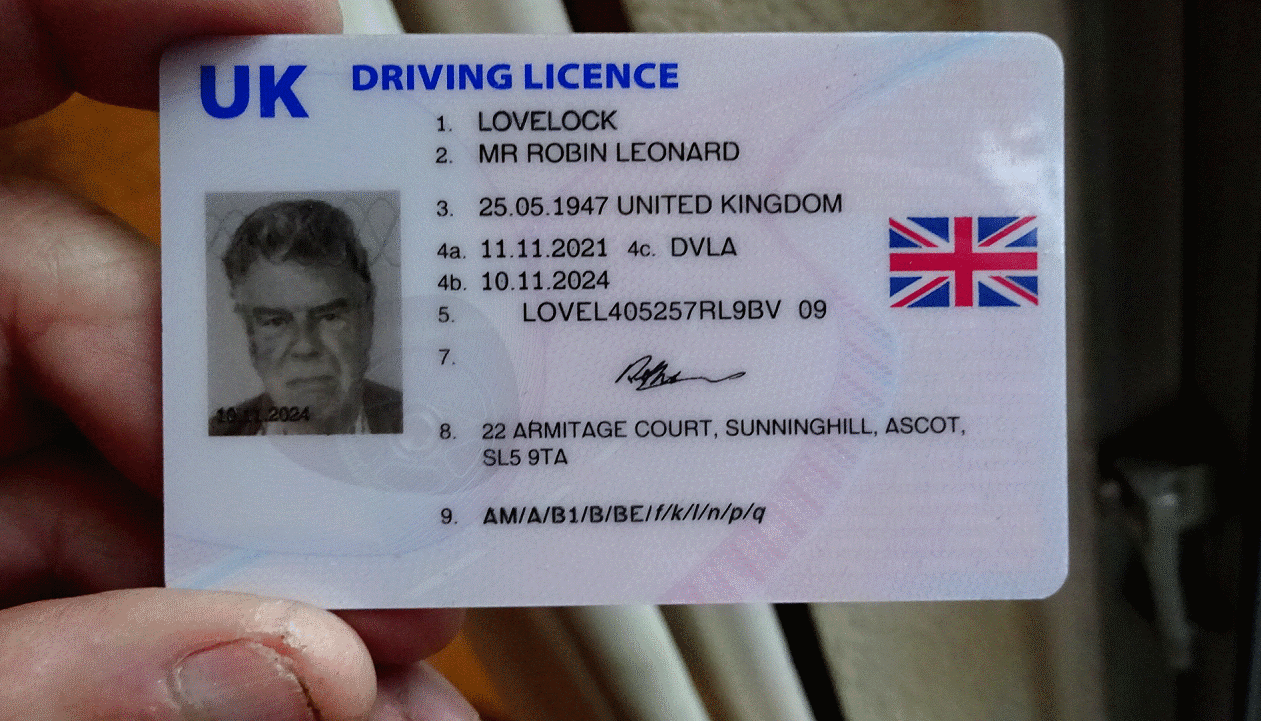 UK DRIVING LICENCE
1. LOVELOCK
2. MR ROBIN LEONARD
3. 25.05.1947 UNITED KINGDOM
4a. 11.11.2021 4c. DVLA
4b. 10.11.2024
5. LOVEL405257RL9BV 09
7.
10.11.2024
8. 22 ARMITAGE COURT, SUNNINGHILL, ASCOT,
SL5 9TA
9. AM/A/B1/B/BE/f/k/l/n/p/q